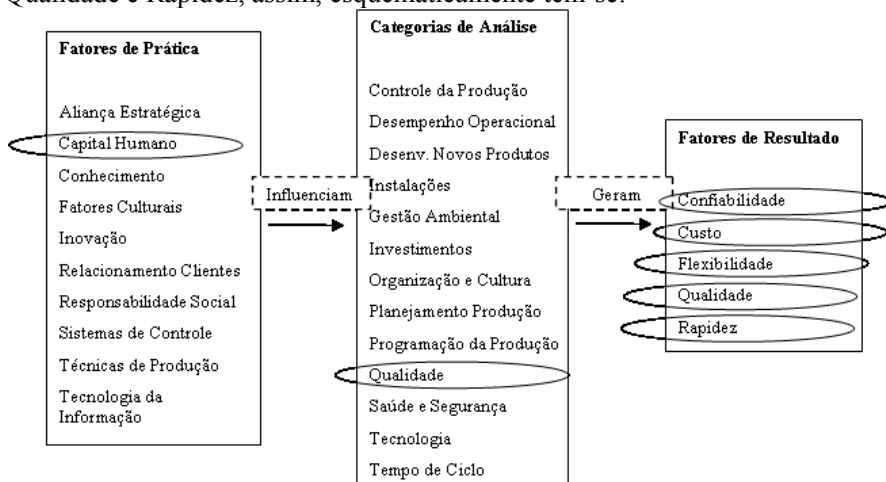 Qualidade e Rapidez, assim, esquematicamente tem-se:
Fatores de Prática
Aliança Estratégica
Capital Humano
Conhecimento
Fatores Culturais
Inovação
Relacionamento Clientes
Responsabilidade Social
Sistemas de Controle
Técnicas de Produção
Tecnologia da
Informação
Influenciam
Categorias de Análise
Controle da Produção
Desempenho Operacional
Desenv. Novos Produtos
Instalações
Gestão Ambiental
Investimentos
Organização e Cultura
Planejamento Produção
Programação da Produção
Qualidade
Saúde e Segurança
Tecnologia
Tempo de Ciclo
Geram
Fatores de Resultado
Confiabilidade
Custo
Flexibilidade
Qualidade
Rapidez